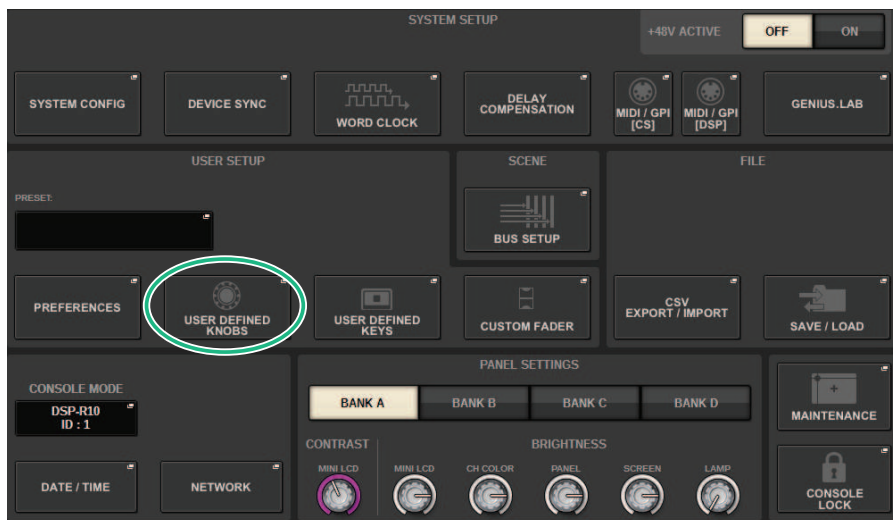 SYSTEM SETUP
+48V ACTIVE
OFF
ON
SYSTEM CONFIG
DEVICE SYNC
WORD CLOCK
DELAY
COMPENSATION
MIDI / GPI
[CS]
MIDI / GPI
[DSP]
GENIUS.LAB
USER SETUP
SCENE
FILE
PRESET:
BUS SETUP
PREFERENCES
USER DEFINED
KNOBS
USER DEFINED
KEYS
CUSTOM FADER
CSV
EXPORT / IMPORT
SAVE / LOAD
CONSOLE MODE
DSP-R10
ID : 1
PANEL SETTINGS
BANK A
BANK B
BANK C
BANK D
MAINTENANCE
CONTRAST
BRIGHTNESS
MINI LCD
MINI LCD
CH COLOR
PANEL
SCREEN
LAMP
DATE / TIME
NETWORK
CONSOLE
LOCK